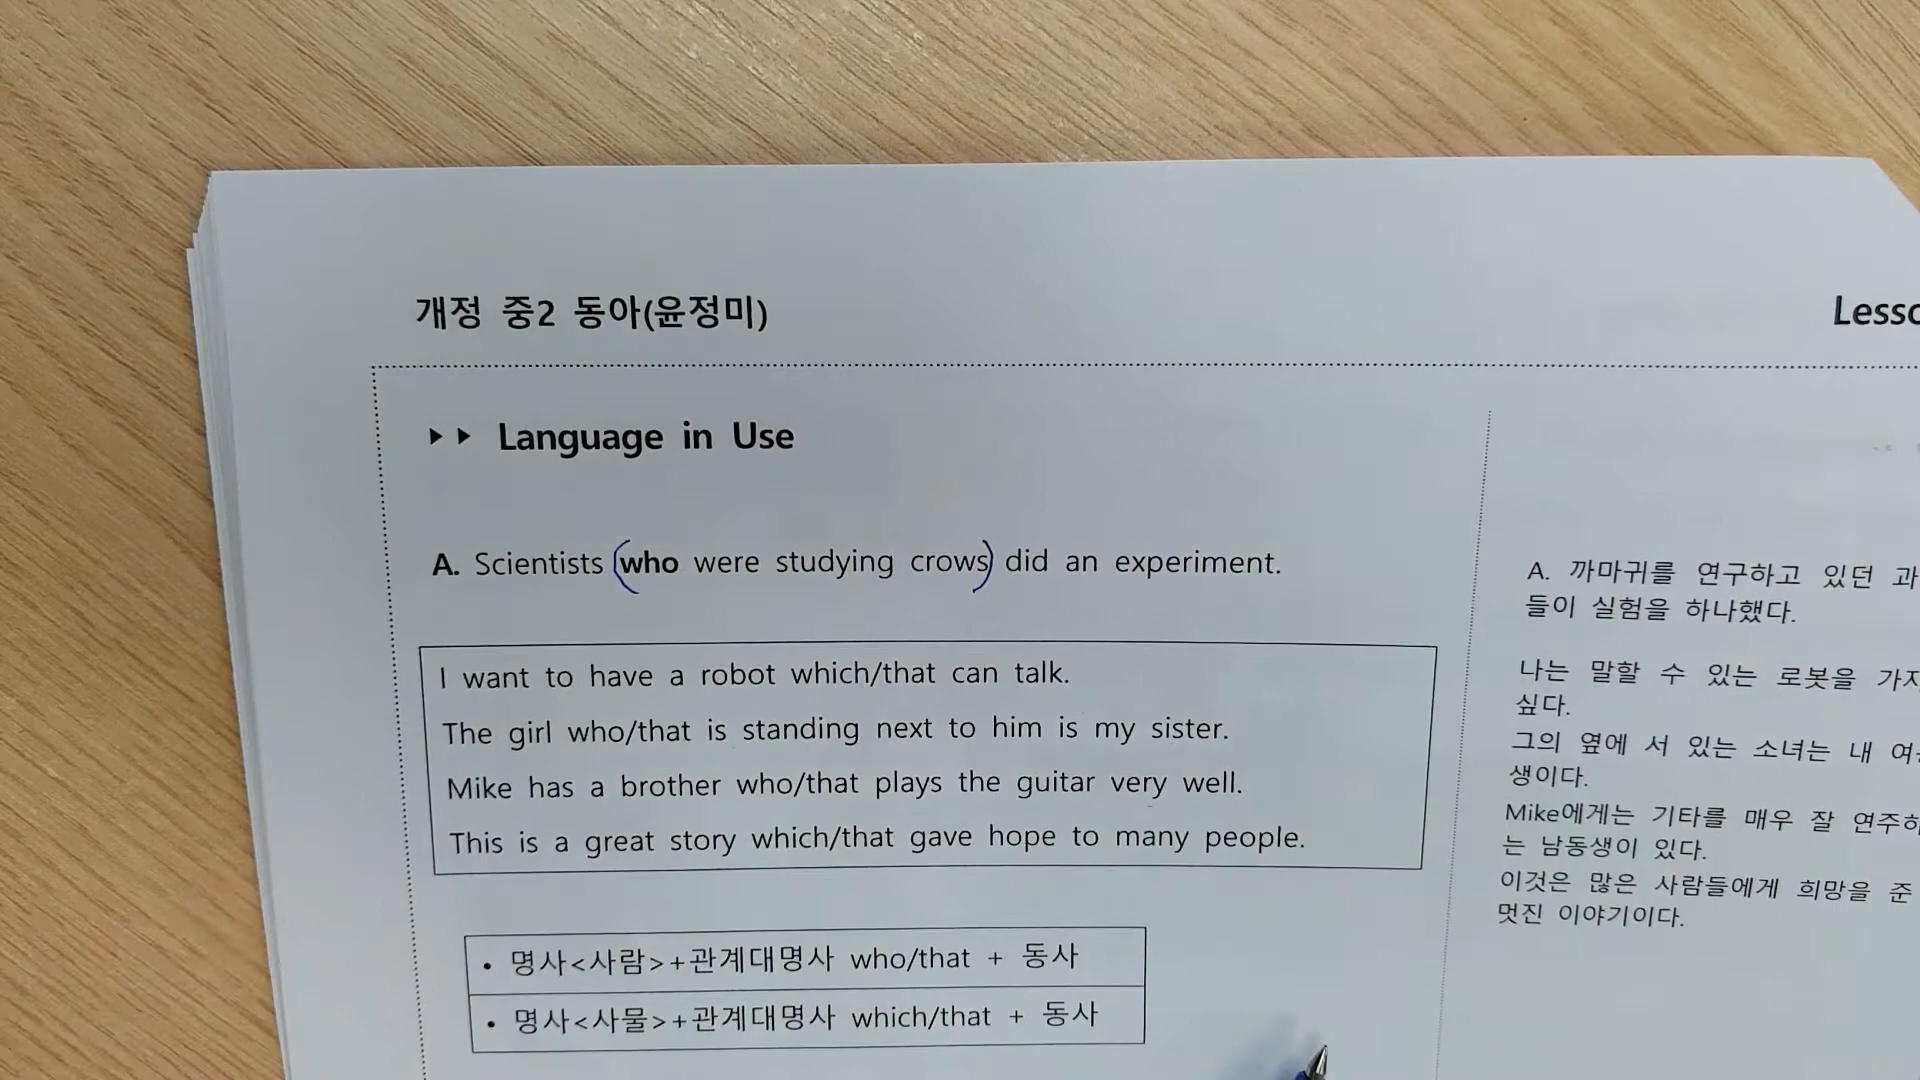 개정 중2 동아(윤정미)
▶▶ Language in Use
A. Scientists (who were studying crows) did an experiment.
I want to have a robot which/that can talk.
The girl who/that is standing next to him is my sister.
Mike has a brother who/that plays the guitar very well.
This is a great story which/that gave hope to many people.
• 명사<사람>+관계대명사 who/that + 동사
• 명사<사물>+관계대명사 which/that + 동사
A. 까마귀를 연구하고 있던
들이 실험을 하나했다.
나는 말할 수 있는 로봇을
싶다.
그의 옆에 서 있는 소녀는 내
생이다.
Mike에게는 기타를 매우 잘
는 남동생이 있다.
이것은 많은 사람들에게 희망을 준
멋진 이야기이다.